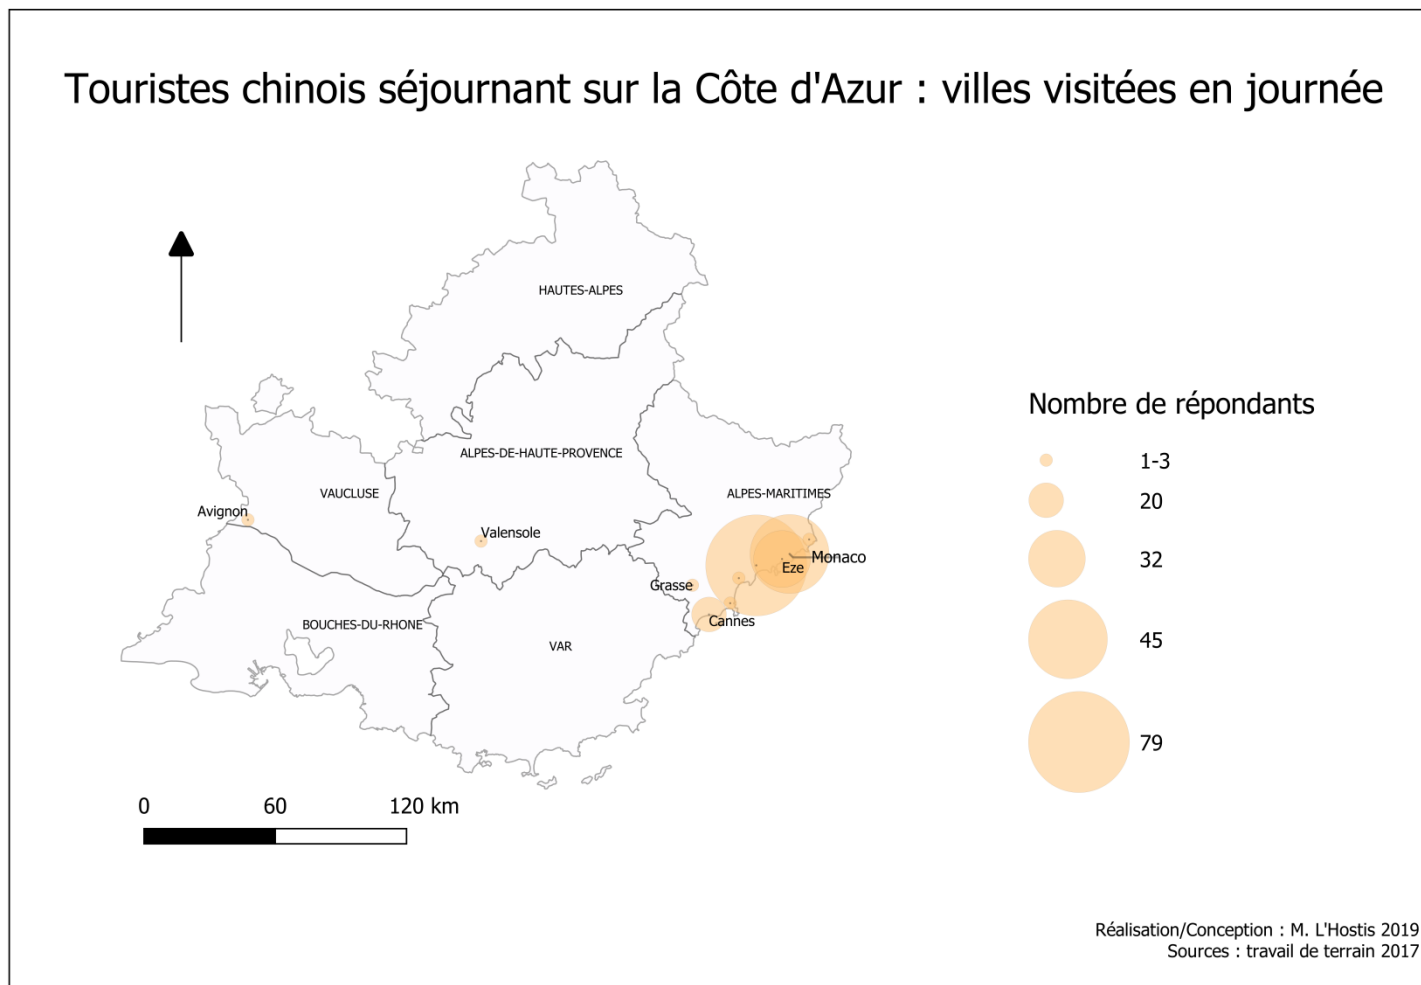 Touristes chinois séjournant sur la Côte d'Azur : villes visitées en journée
HAUTES-ALPES
ALPES-DE-HAUTE-PROVENCE
VAUCLUSE
ALPES-MARITIMES
Avignon
Valensole
Monaco
Eze
Grasse
Cannes
BOUCHES-DU-RHONE
VAR
Nombre de répondants
1-3
20
32
45
79
0 60 120 km
Réalisation/Conception : M. L'Hostis 2019
Sources : travail de terrain 2017